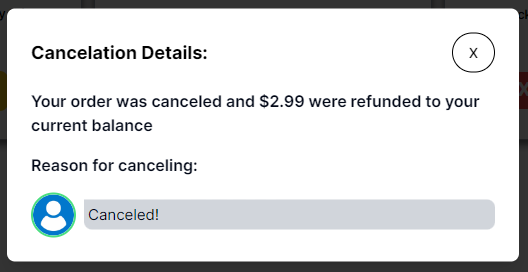 Cancelation Details:
X
Your order was canceled and $2.99 were refunded to your
current balance
Reason for canceling:
Canceled!